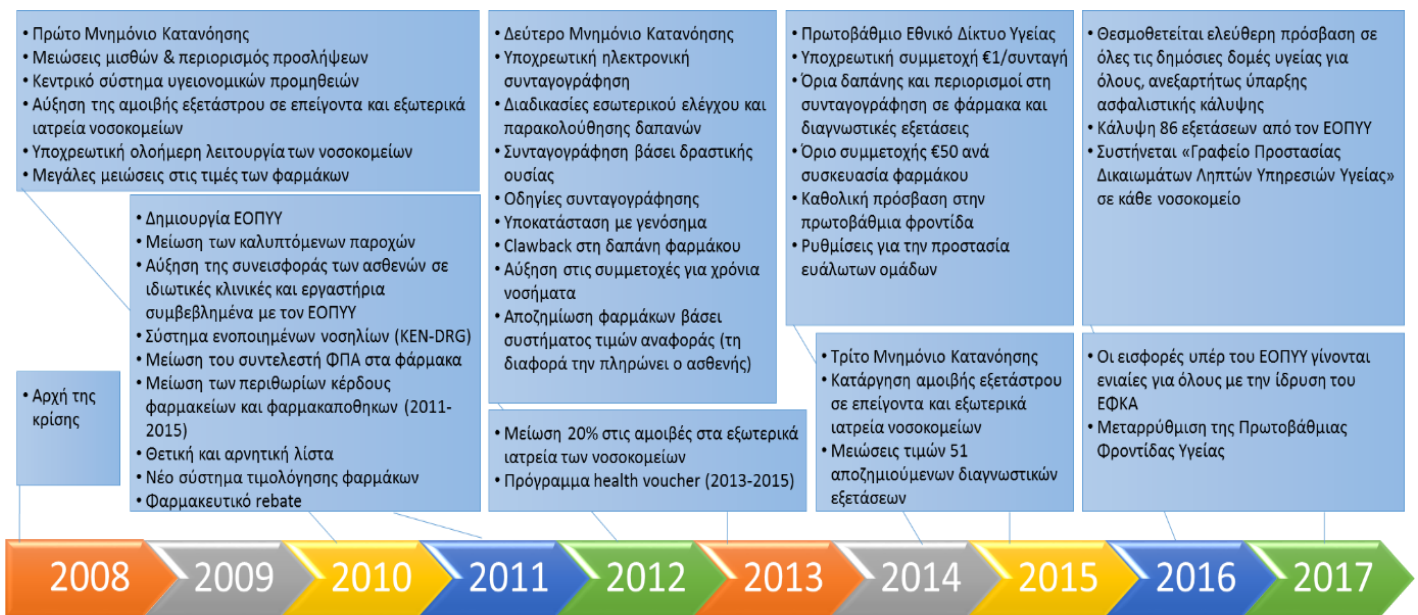 • Πρώτο Μνημόνιο Κατανόησης
• Μειώσεις μισθών & περιορισμός προσλήψεων
• Κεντρικό σύστημα υγειονομικών προμηθειών
• Αύξηση της αμοιβής εξετάστρου σε επείγοντα και εξωτερικά
ιατρεία νοσοκομείων
• Υποχρεωτική ολοήμερη λειτουργία των νοσοκομείων
• Μεγάλες μειώσεις στις τιμές των φαρμάκων
• Δεύτερο Μνημόνιο Κατανόησης
• Υποχρεωτική ηλεκτρονική
συνταγογράφηση
• Διαδικασίες εσωτερικού ελέγχου και
παρακολούθησης δαπανών
• Συνταγογράφηση βάσει δραστικής
ουσίας
• Οδηγίες συνταγογράφησης
• Υποκατάσταση με γενόσημα
• Clawback στη δαπάνη φαρμάκου
• Αύξηση στις συμμετοχές για χρόνια
νοσήματα
• Αποζημίωση φαρμάκων βάσει
συστήματος τιμών αναφοράς (τη
διαφορά την πληρώνει ο ασθενής)
• Πρωτοβάθμιο Εθνικό Δίκτυο Υγείας
• Υποχρεωτική συμμετοχή €1/συνταγή
• Όρια δαπάνης και περιορισμοί στη
συνταγογράφηση σε φάρμακα και
διαγνωστικές εξετάσεις
• Όριο συμμετοχής €50 ανά
συσκευασία φαρμάκου
• Καθολική πρόσβαση στην
πρωτοβάθμια φροντίδα
• Ρυθμίσεις για την προστασία
ευάλωτων ομάδων
• Θεσμοθετείται ελεύθερη πρόσβαση σε
όλες τις δημόσιες δομές υγείας για
όλους, ανεξαρτήτως ύπαρξης
ασφαλιστικής κάλυψης
• Κάλυψη 86 εξετάσεων από τον ΕΟΠΥΥ
• Συστήνεται «Γραφείο Προστασίας
Δικαιωμάτων Ληπτών Υπηρεσιών Υγείας»
σε κάθε νοσοκομείο
• Αρχή της
κρίσης
• Δημιουργία ΕΟΠΥΥ
• Μείωση των καλυπτόμενων παροχών
• Αύξηση της συνεισφοράς των ασθενών σε
ιδιωτικές κλινικές και εργαστήρια
συμβεβλημένα με τον ΕΟΠΥΥ
• Σύστημα ενοποιημένων νοσηλίων (KEN-DRG)
• Μείωση του συντελεστή ΦΠΑ στα φάρμακα
• Μείωση των περιθωρίων κέρδους
φαρμακείων και φαρμακαποθηκων (2011-
2015)
• Θετική και αρνητική λίστα
• Νέο σύστημα τιμολόγησης φαρμάκων
• Φαρμακευτικό rebate
• Μείωση 20% στις αμοιβές στα εξωτερικά
ιατρεία των νοσοκομείων
• Πρόγραμμα health voucher (2013-2015)
• Τρίτο Μνημόνιο Κατανόησης
• Κατάργηση αμοιβής εξετάστρου
σε επείγοντα και εξωτερικά
ιατρεία νοσοκομείων
• Μειώσεις τιμών 51
αποζημιούμενων διαγνωστικών
εξετάσεων
• Οι εισφορές υπέρ του ΕΟΠΥΥ γίνονται
ενιαίες για όλους με την ίδρυση του
ΕΦΚΑ
• Μεταρρύθμιση της Πρωτοβάθμιας
Φροντίδας Υγείας
2008 2009 2010 2011 2012 2013 2014 2015 2016 2017